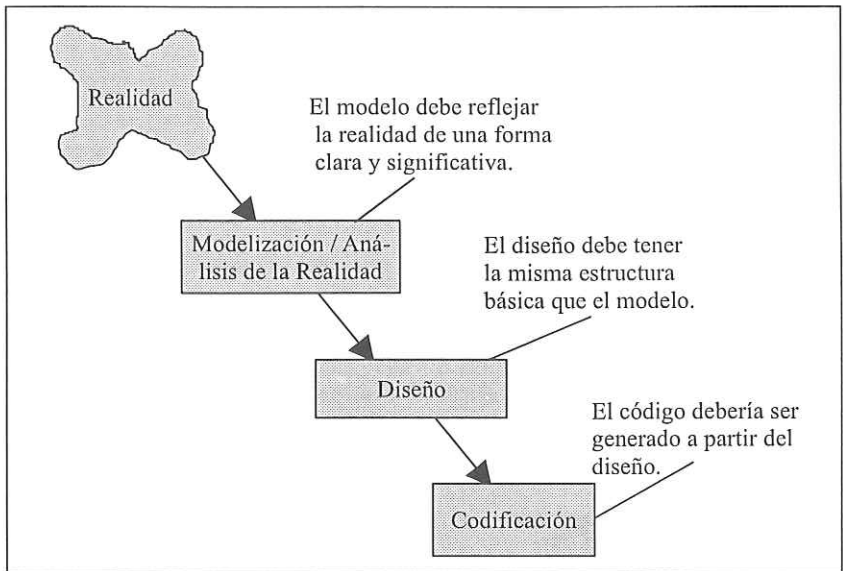 Realidad
El modelo debe reflejar
la realidad de una forma
clara y significativa.
Modelización / Aná-
lisis de la Realidad
El diseño debe tener
la misma estructura
básica que el modelo.
Diseño
El código debería ser
generado a partir del
diseño.
Codificación